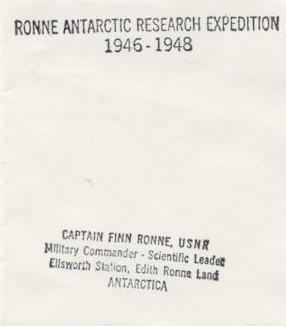 RONNE ANTARCTIC RESEARCH EXPEDITION
1946-1948
CAPTAIN FINN RONNE, USNR
Military Commander - Scientific Leader
Ellsworth Station, Edith Ronne Land
ANTARCTICA